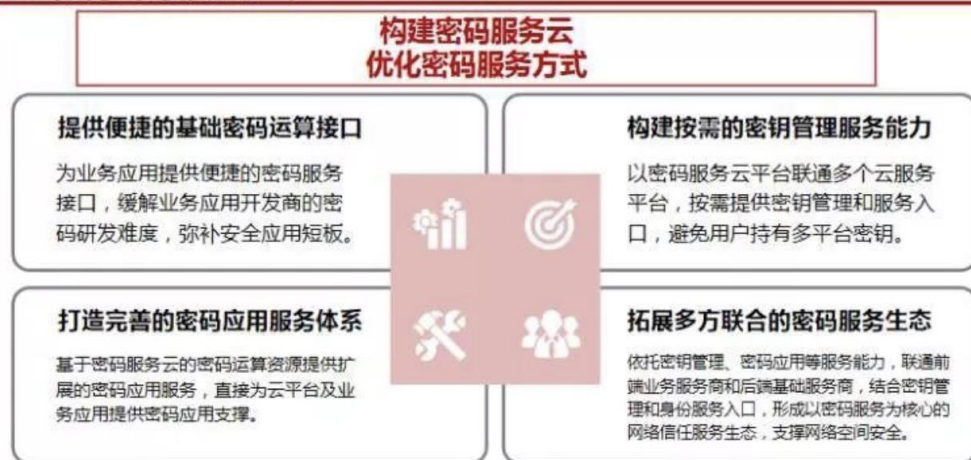 构建密码服务云
优化密码服务方式
提供便捷的基础密码运算接口
为业务应用提供便捷的密码服务
接口，缓解业务应用开发商的密
码研发难度，弥补安全应用短板。
构建按需的密钥管理服务能力
以密码服务云平台联通多个云服务
平台，按需提供密钥管理和服务入
口，避免用户持有多平台密钥。
打造完善的密码应用服务体系
基于密码服务云的密码运算资源提供扩
展的密码应用服务，直接为云平台及业
务应用提供密码应用支撑。
拓展多方联合的密码服务生态
依托密钥管理、密码应用等服务能力，联通前
端业务服务商和后端基础服务商，结合密钥管
理和身份服务入口，形成以密码服务为核心的
网络信任服务生态，支撑网络空间安全。